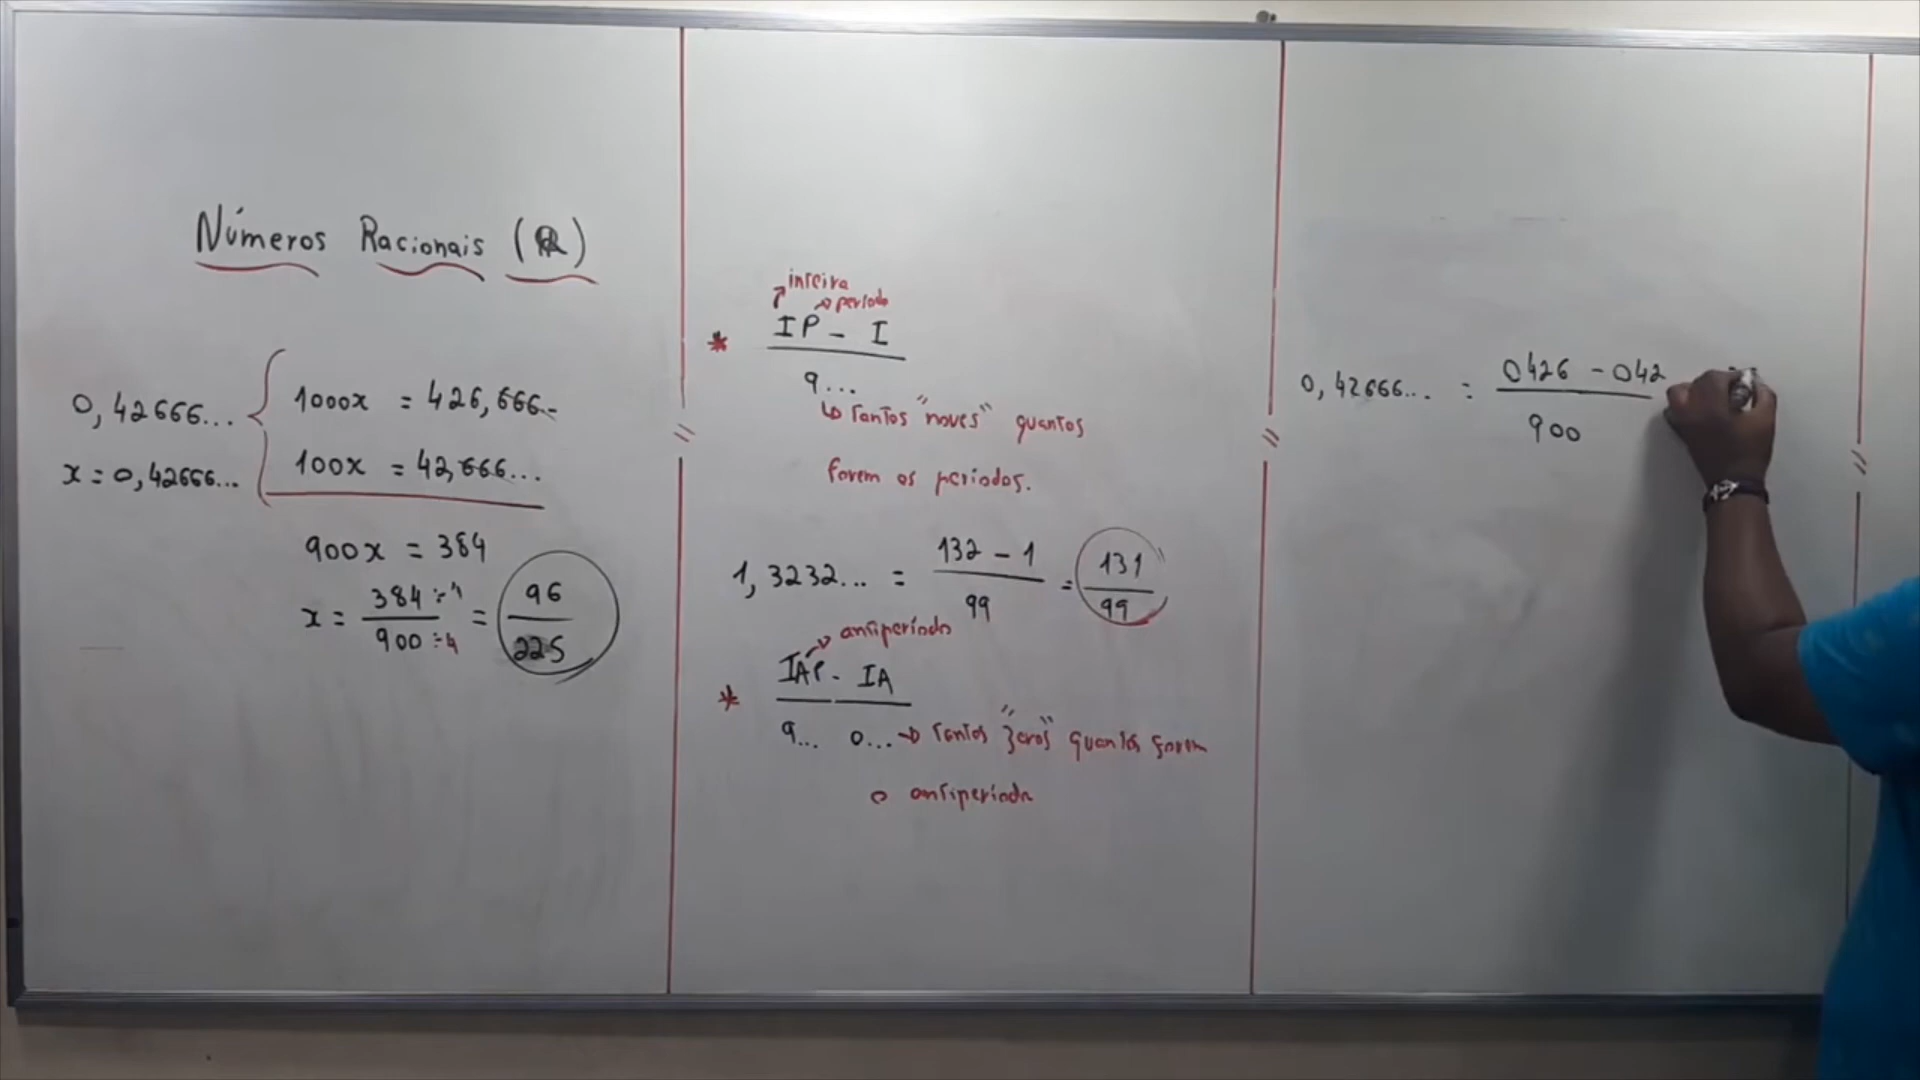 Números Racionais (Q)
0,42666...
1000x = 426,666...
x = 0,42666...
100x = 42,666...
900x = 384
x = 384 ÷4 / 900 ÷4 = 96 / 225
inteira
período
* IP - I
9...
↳ tantos "noves" quantos
forem os períodos.
1,3232... = 132 - 1 / 99 = 131 / 99
antiperíodo
* IAP - IA
9... 0... → tantos "zeros" quantos forem
o antiperíodo
0,42666... = 0426 - 042 / 900